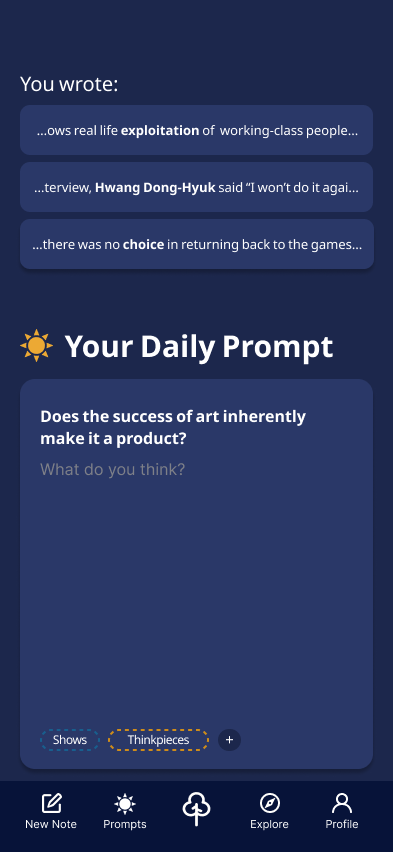 You wrote:
...ows real life exploitation of  working-class people...
...terview, Hwang Dong-Hyuk said “I won’t do it agai...
...there was no choice in returning back to the games...
Your Daily Prompt
Does the success of art inherently
make it a product?
What do you think?
Shows Thinkpieces +
New Note Prompts Explore Profile